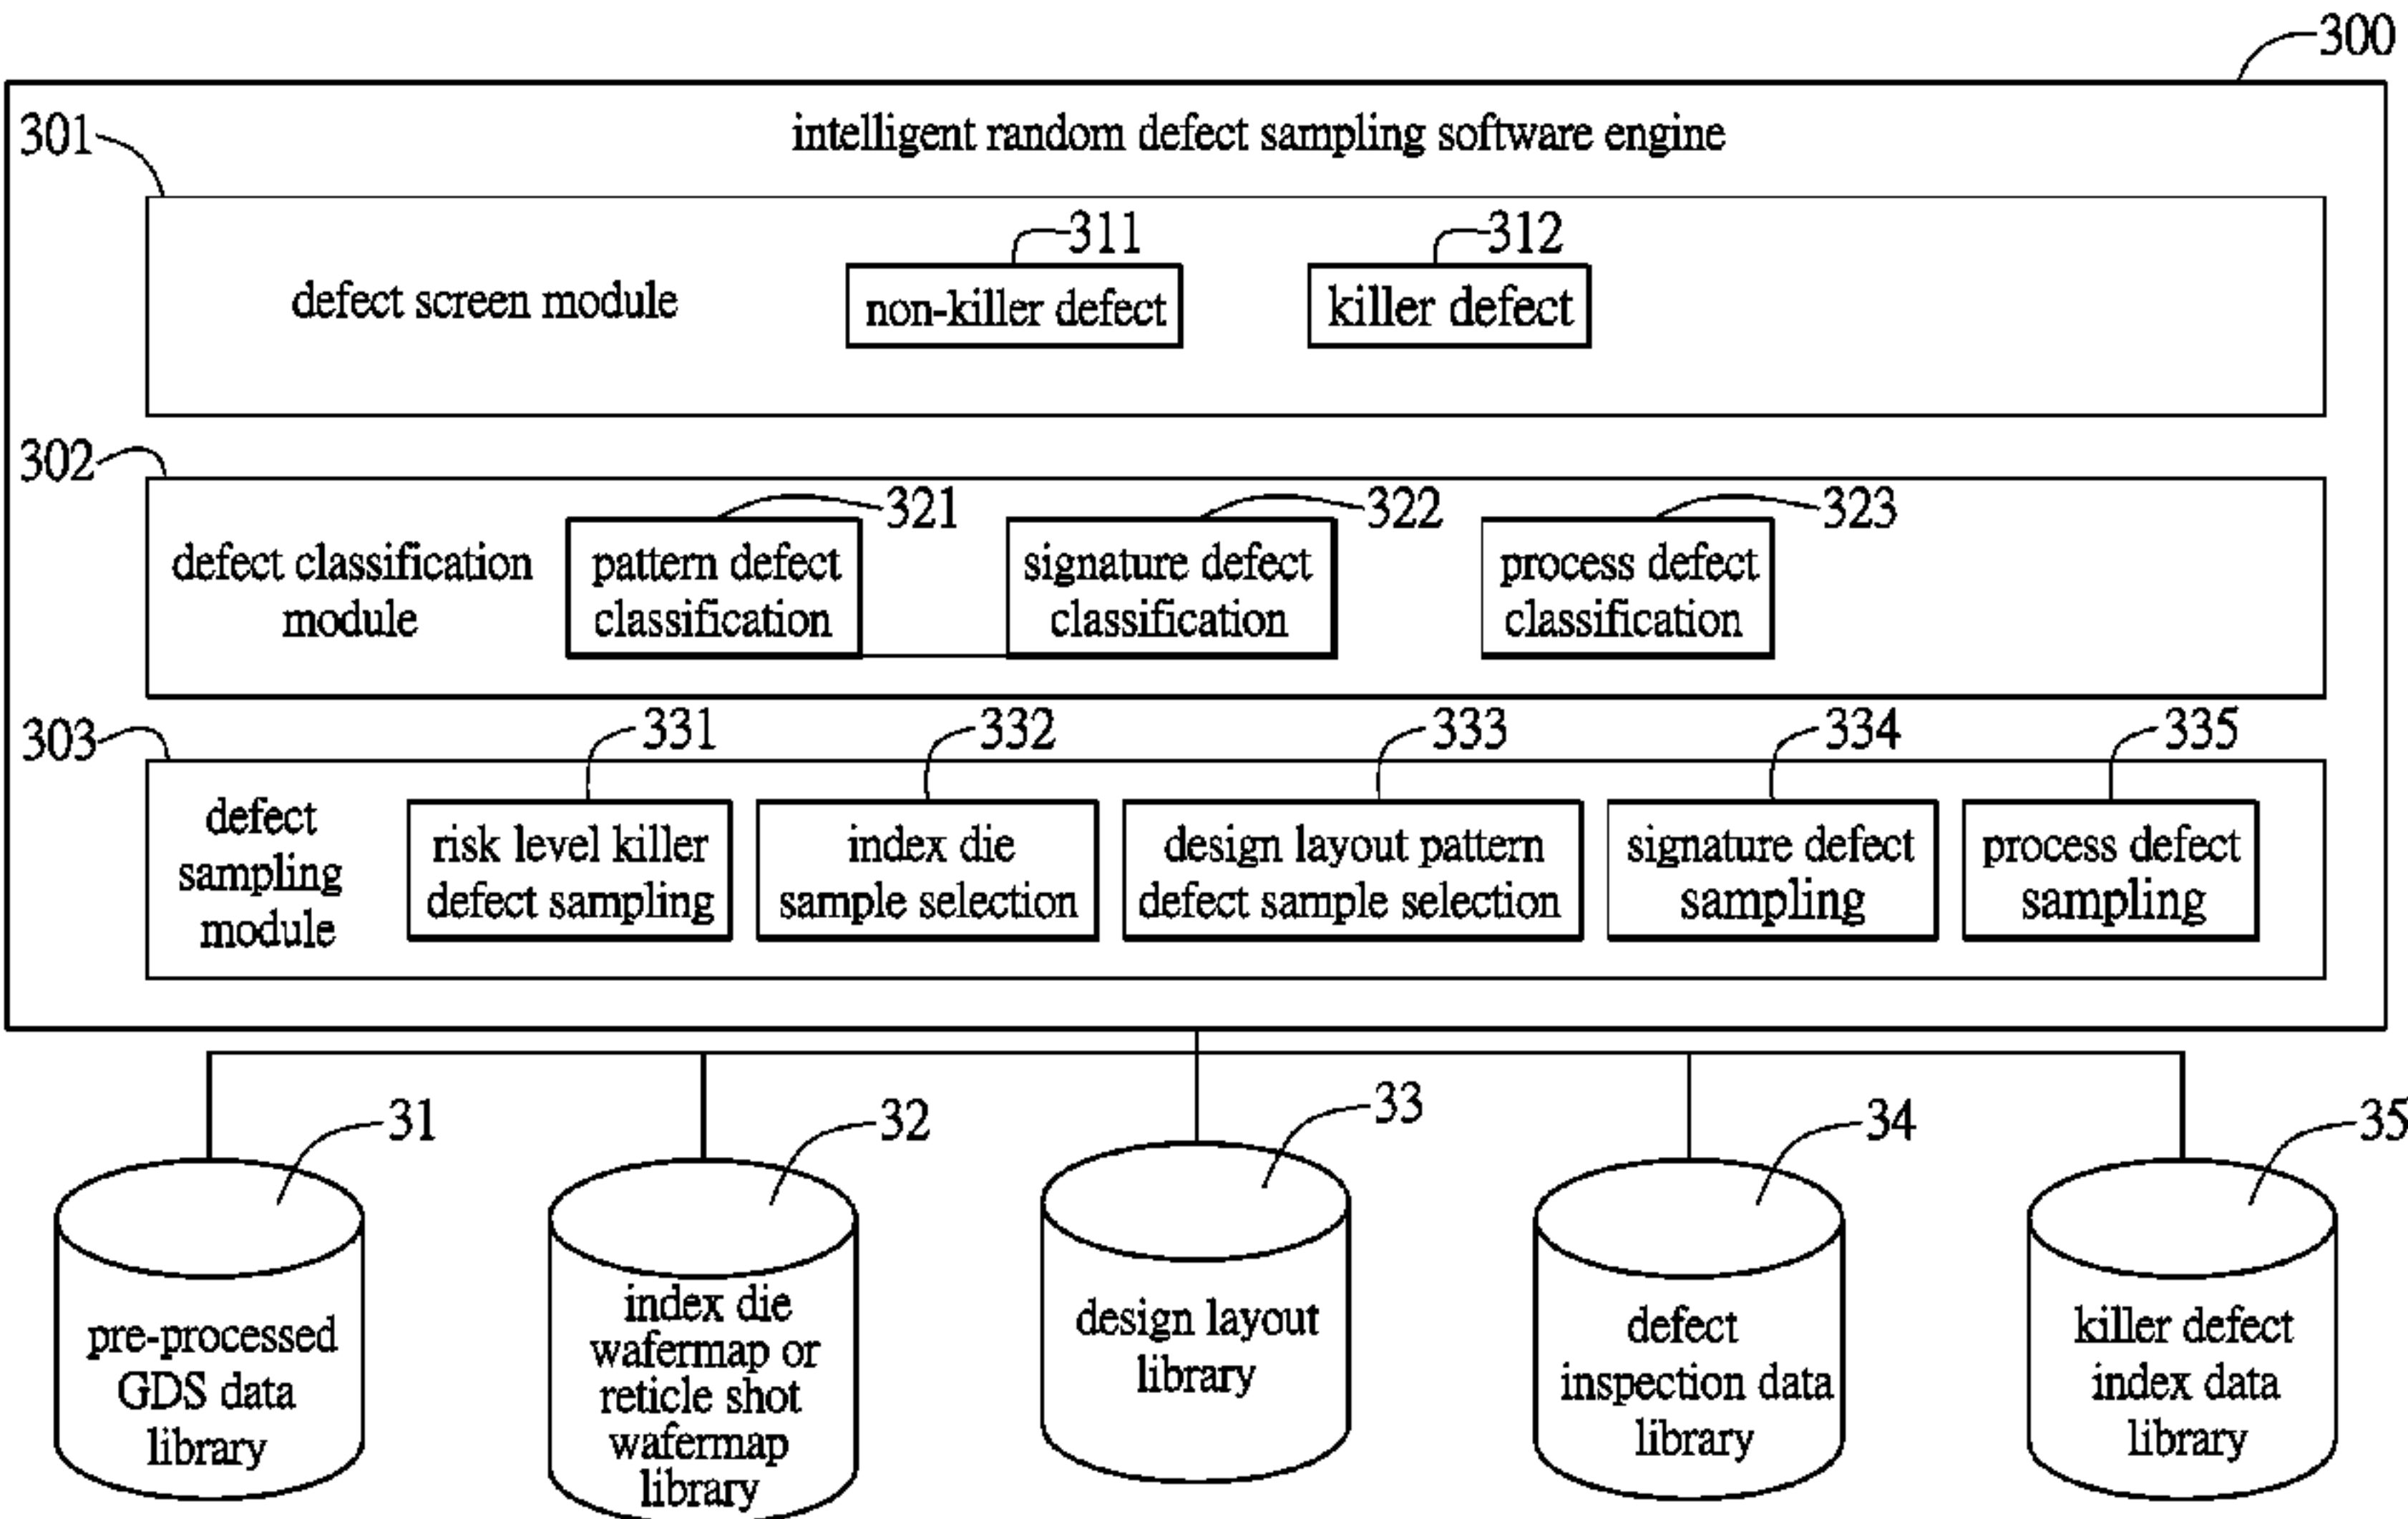 300
intelligent random defect sampling software engine
301
311
312
defect screen module
non-killer defect
killer defect
302
321
322
323
defect classification
module
pattern defect
classification
signature defect
classification
process defect
classification
303
331
332
333
334
335
defect
sampling
module
risk level killer
defect sampling
index die
sample selection
design layout pattern
defect sample selection
signature defect
sampling
process defect
sampling
31
32
33
34
35
pre-processed
GDS data
library
index die
wafermap or
reticle shot
wafermap
library
design layout
library
defect
inspection data
library
killer defect
index data
library